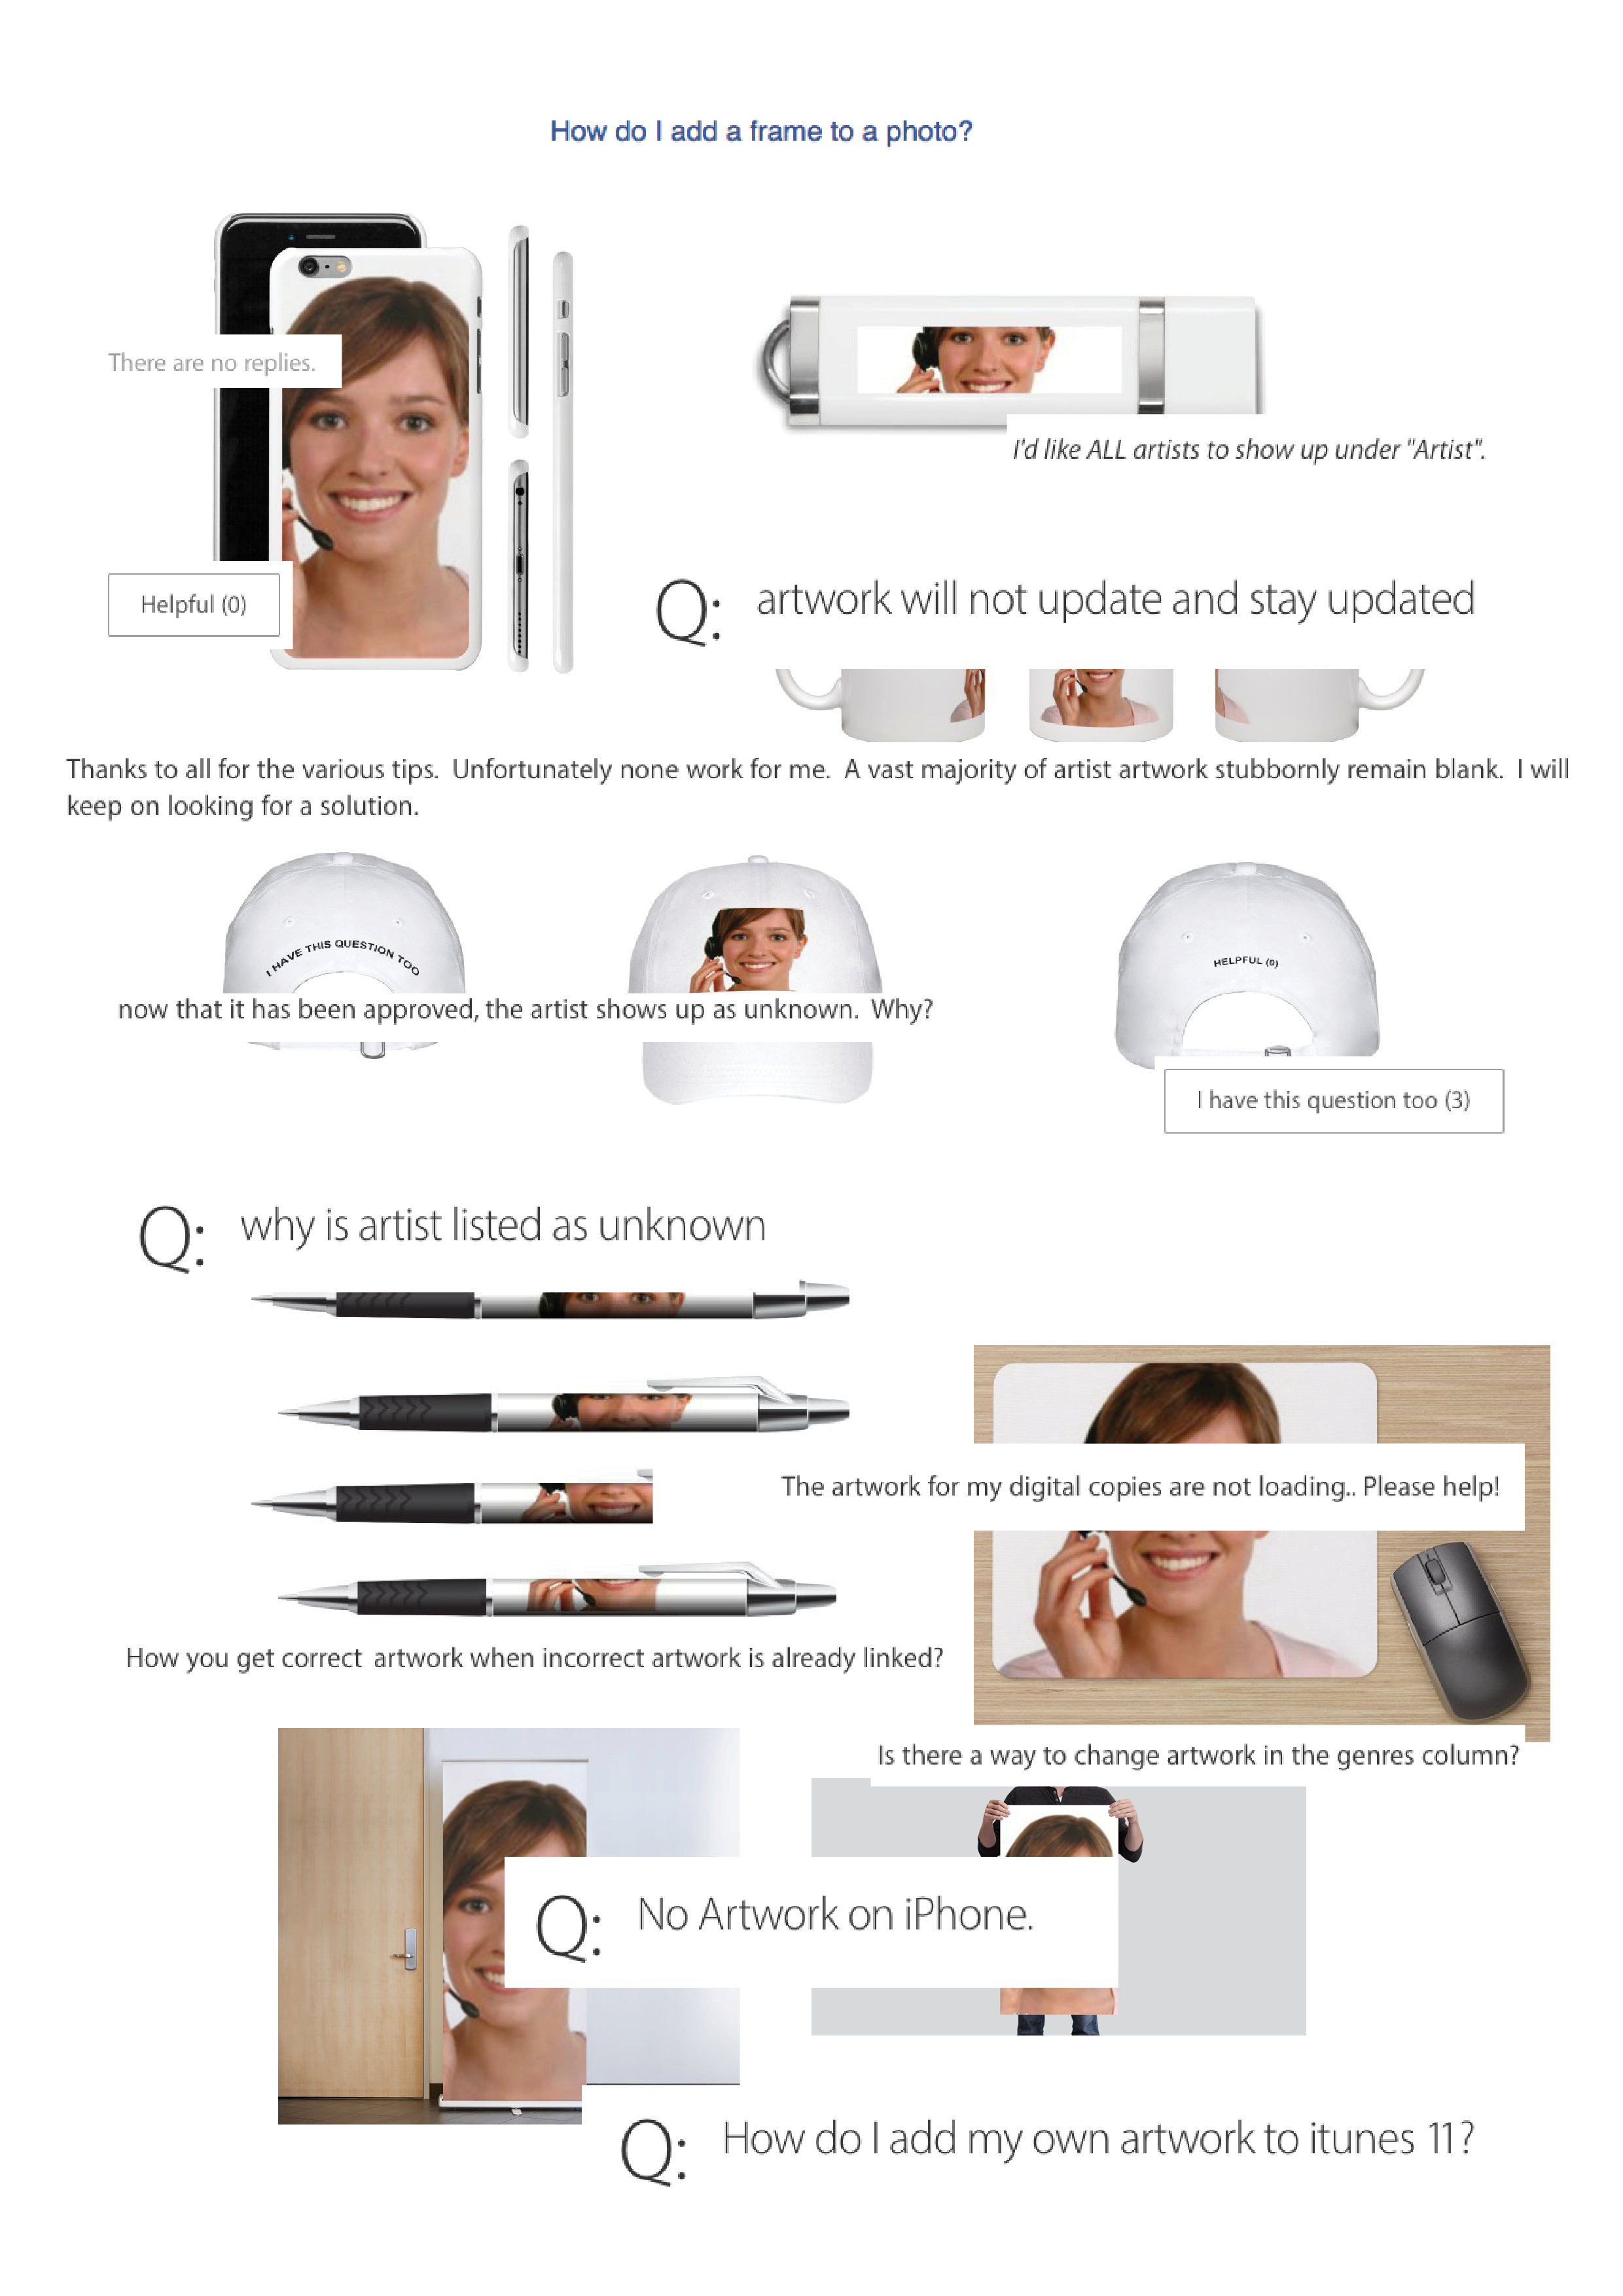 How do I add a frame to a photo?
There are no replies.
I'd like ALL artists to show up under "Artist".
Helpful (0)
Q: artwork will not update and stay updated
Thanks to all for the various tips. Unfortunately none work for me. A vast majority of artist artwork stubbornly remain blank. I will
keep on looking for a solution.
I HAVE THIS QUESTION TOO
HELPFUL (0)
now that it has been approved, the artist shows up as unknown. Why?
I have this question too (3)
Q: why is artist listed as unknown
The artwork for my digital copies are not loading.. Please help!
How you get correct artwork when incorrect artwork is already linked?
Is there a way to change artwork in the genres column?
Q: No Artwork on iPhone.
Q: How do I add my own artwork to itunes 11?